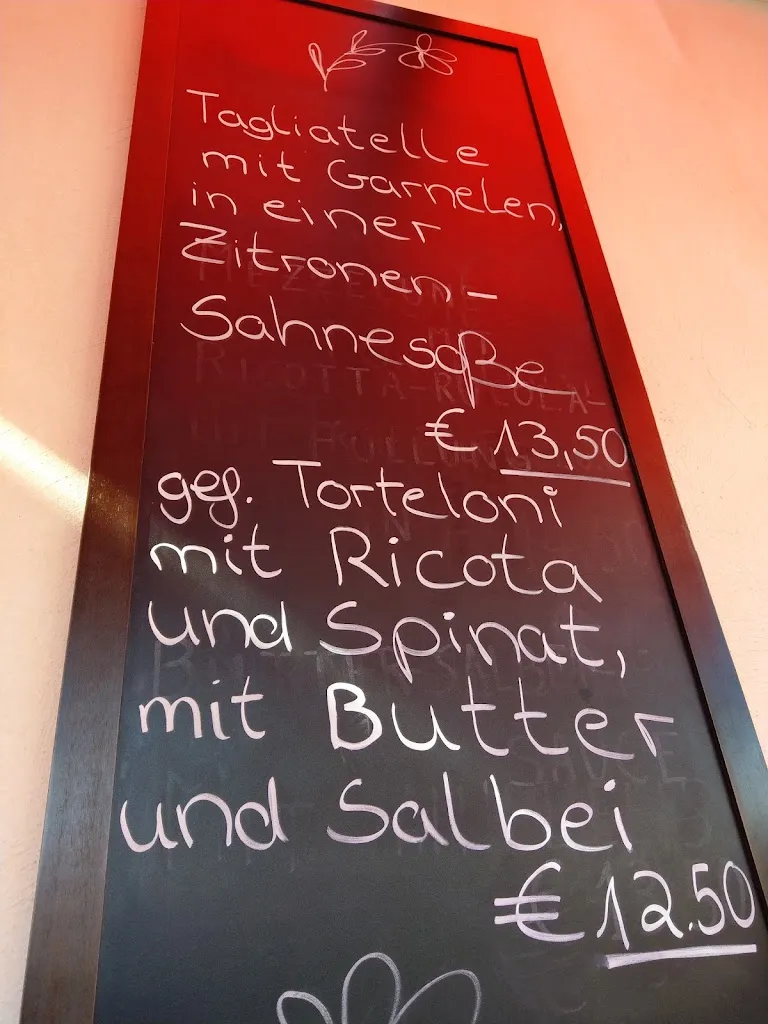 Tagliatelle
mit Garnelen,
in einer
Zitronen-
Sahnesoße
€ 13,50
gef. Torteloni
mit Ricota
und Spinat,
mit Butter
und Salbei
€ 12.50